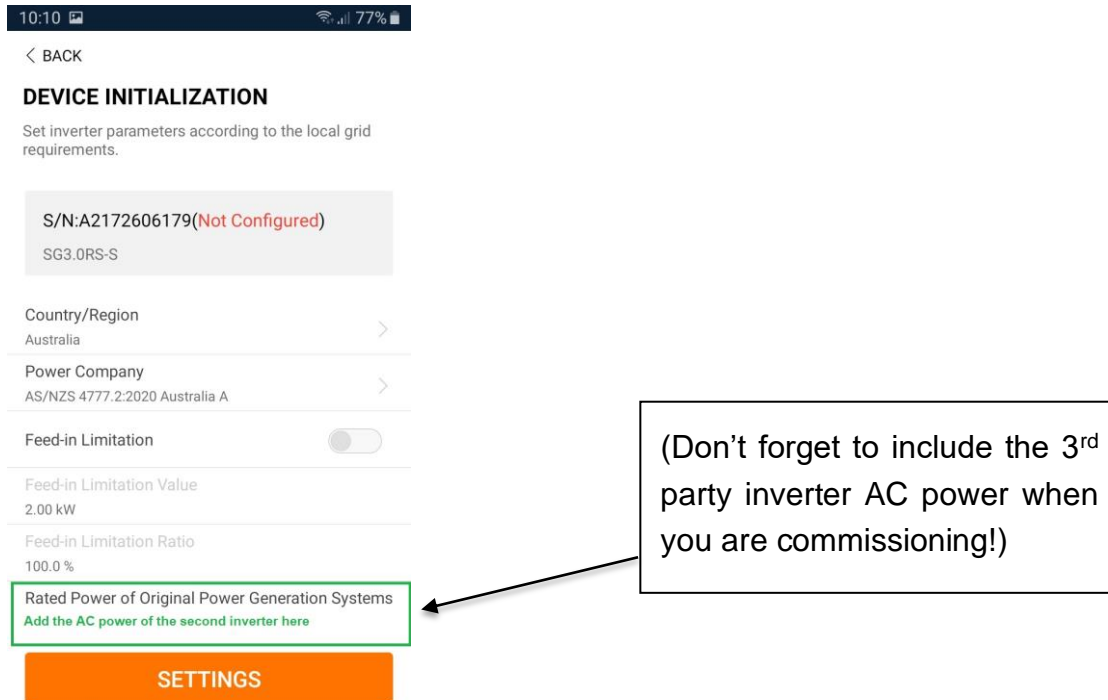 10:10 77%
< BACK
DEVICE INITIALIZATION
Set inverter parameters according to the local grid
requirements.
S/N:A2172606179(Not Configured)
SG3.0RS-S
Country/Region
Australia
Power Company
AS/NZS 4777.2:2020 Australia A
Feed-in Limitation
Feed-in Limitation Value
2.00 kW
Feed-in Limitation Ratio
100.0 %
Rated Power of Original Power Generation Systems
Add the AC power of the second inverter here
SETTINGS
(Don’t forget to include the 3rd
party inverter AC power when
you are commissioning!)